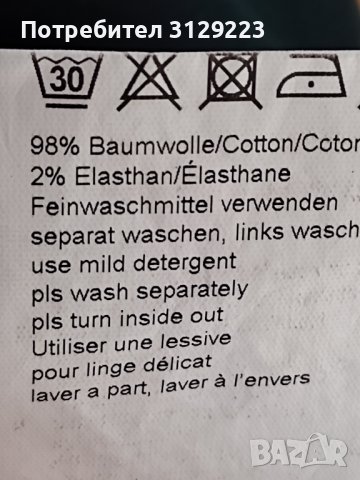 Потребител 3129223
30
98% Baumwolle/Cotton/Coton
2% Elasthan/Élasthane
Feinwaschmittel verwenden
separat waschen, links wasch
use mild detergent
pls wash separately
pls turn inside out
Utiliser une lessive
pour linge délicat
laver a part, laver à l'envers
BAZAR